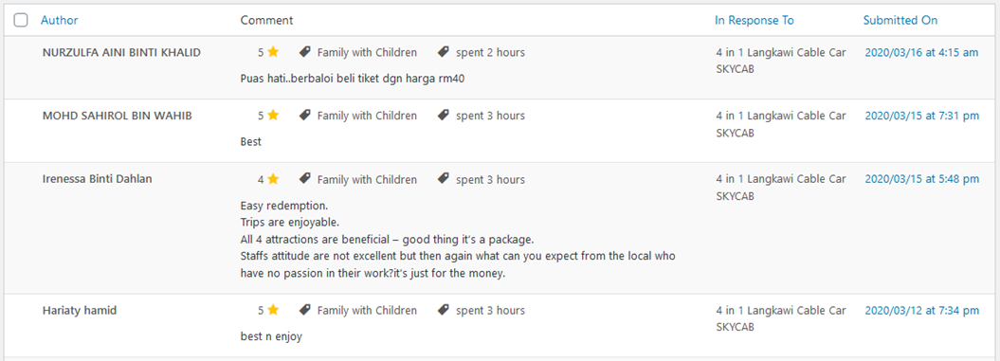 Author Comment In Response To Submitted On
NURZULFA AINI BINTI KHALID 5 Family with Children spent 2 hours 4 in 1 Langkawi Cable Car 2020/03/16 at 4:15 am
SKYCAB
Puas hati..berbaloi beli tiket dgn harga rm40
MOHD SAHIROL BIN WAHIB 5 Family with Children spent 3 hours 4 in 1 Langkawi Cable Car 2020/03/15 at 7:31 pm
SKYCAB
Best
Irenessa Binti Dahlan 4 Family with Children spent 3 hours 4 in 1 Langkawi Cable Car 2020/03/15 at 5:48 pm
SKYCAB
Easy redemption.
Trips are enjoyable.
All 4 attractions are beneficial – good thing it's a package.
Staffs attitude are not excellent but then again what can you expect from the local who
have no passion in their work?it's just for the money.
Hariaty hamid 5 Family with Children spent 3 hours 4 in 1 Langkawi Cable Car 2020/03/12 at 7:34 pm
SKYCAB
best n enjoy